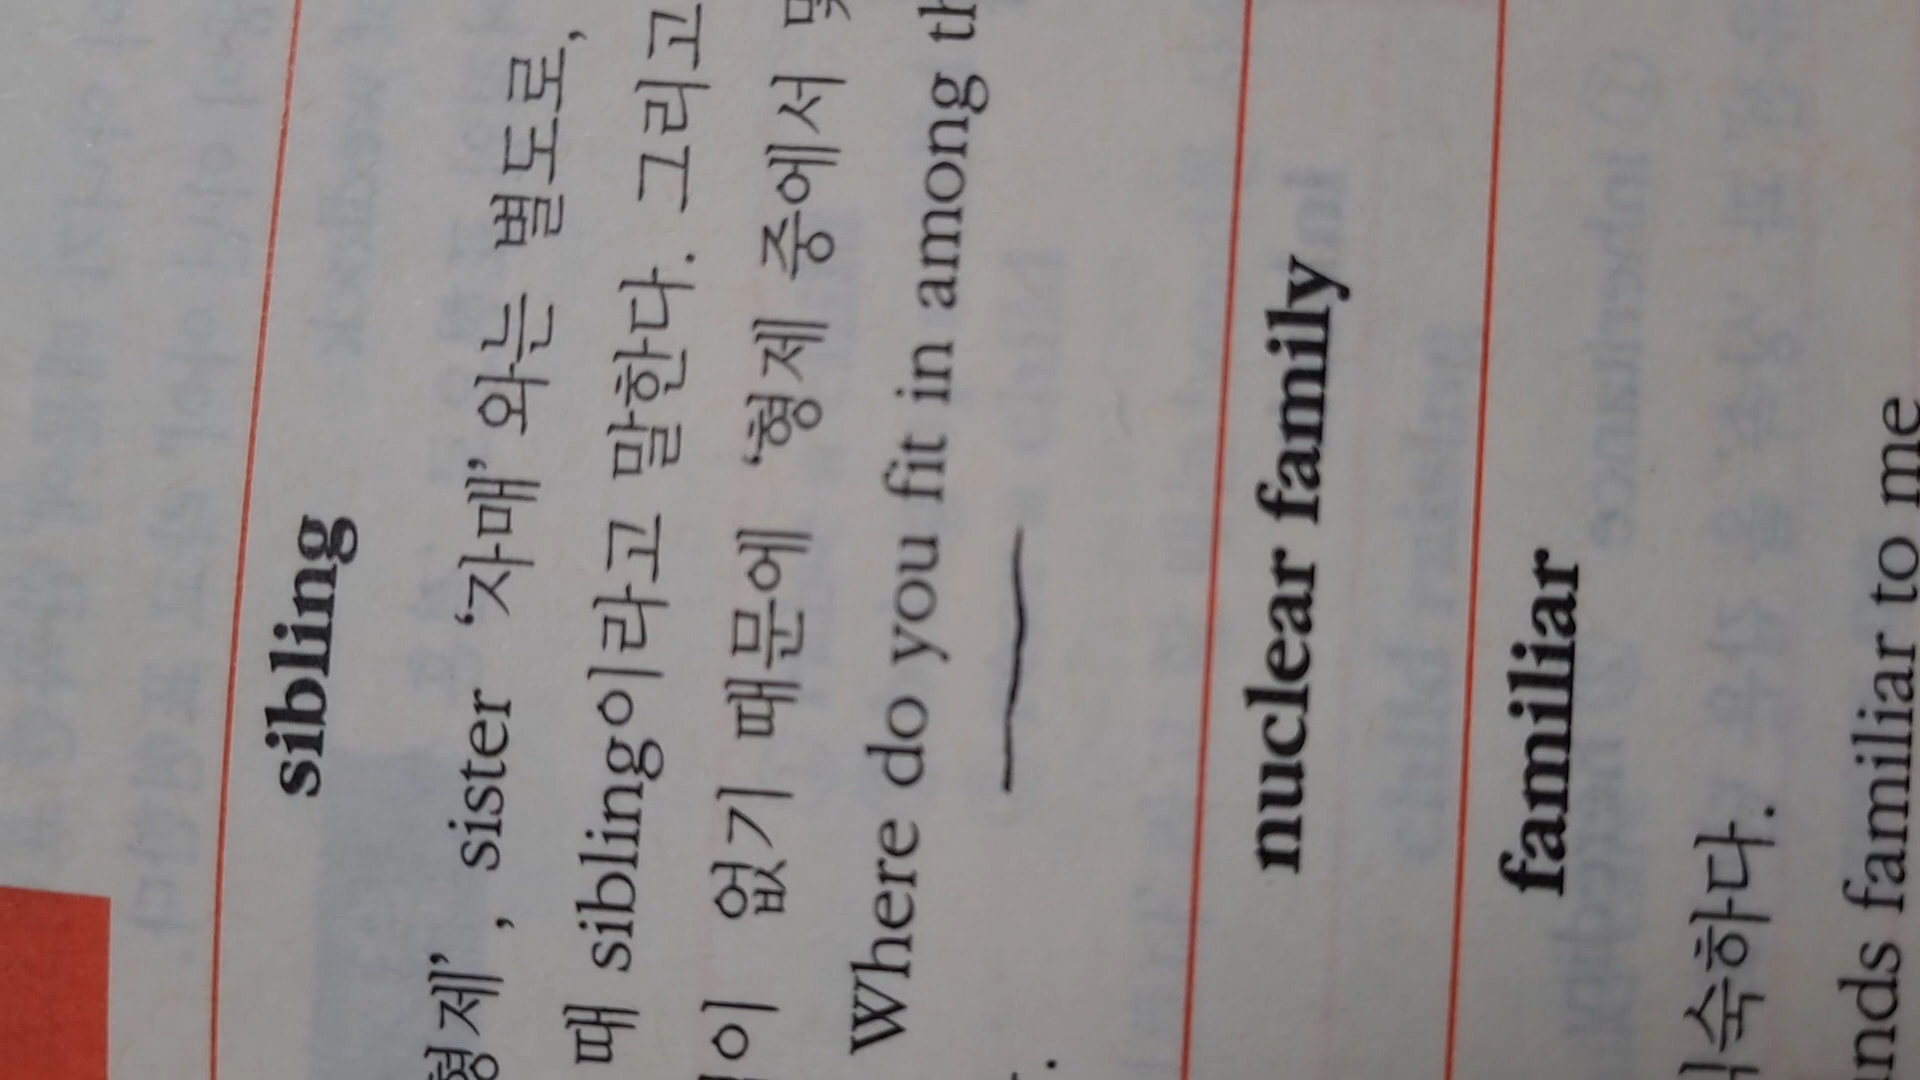 sibling
형제’, sister ‘자매’ 와는 별도로,
때 sibling이라고 말한다. 그리고
이 없기 때문에 ‘형제 중에서
Where do you fit in among
nuclear family
familiar
숙하다.
familiar to me